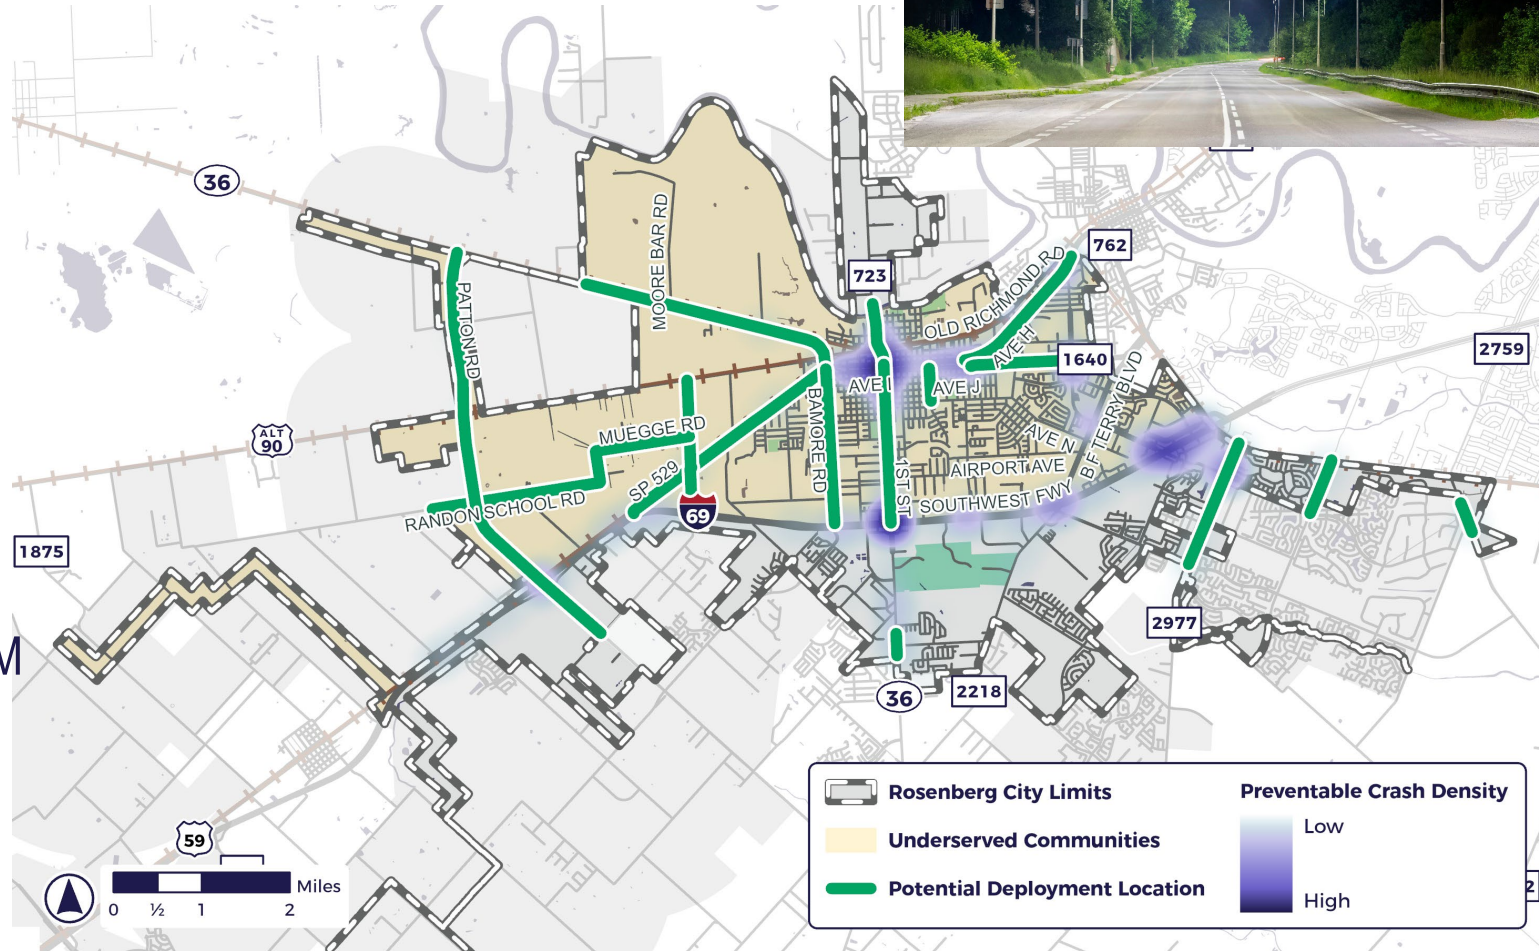 36
MOORE BAR RD
762
723
OLD RICHMOND RD
PATTON RD
AVE H
1640
2759
AVE I
AVE J
BAMORE RD
B F TERRY BLVD
ALT
90
MUEGGE RD
AVE N
SP 529
1ST ST
AIRPORT AVE
RANDON SCHOOL RD
SOUTHWEST FWY
69
1875
2977
M
36
2218
59
Miles
0 ½ 1 2
Rosenberg City Limits
Underserved Communities
Potential Deployment Location
Preventable Crash Density
Low
High
2